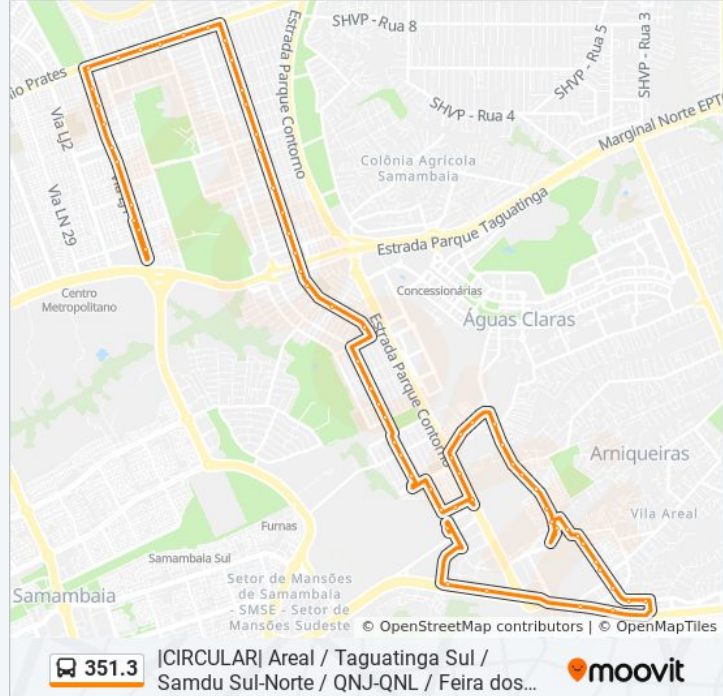 SHVP - Rua 8
SHVP - Rua 5
SHVP - Rua 3
Estrada Parque Contorno
io Prates
SHVP - Rua 4
Marginal Norte EPTG
Via LJ2
Colônia Agrícola
Samambaia
Via LN 29
Estrada Parque Taguatinga
Centro
Metropolitano
Concessionárias
Águas Claras
Estrada Parque Contorno
Arniqueiras
Vila Areal
Furnas
Samambaia Sul
Setor de Mansões
de Samambaia
- SMSE - Setor de
Mansões Sudeste
Samambaia
© OpenStreetMap contributors | © OpenMapTiles
351.3
|CIRCULAR| Areal / Taguatinga Sul /
Samdu Sul-Norte / QNJ-QNL / Feira dos...
moovit